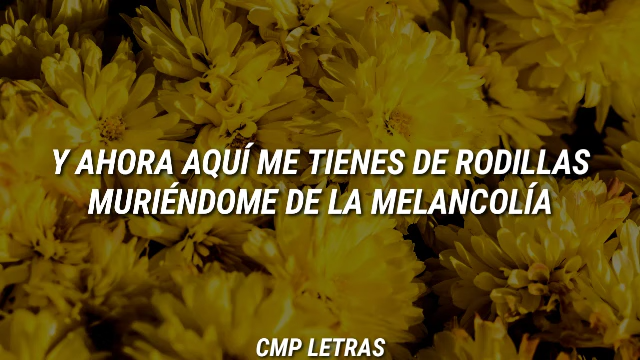 Y AHORA AQUÍ ME TIENES DE RODILLAS
MURIÉNDOME DE LA MELANCOLÍA
CMP LETRAS